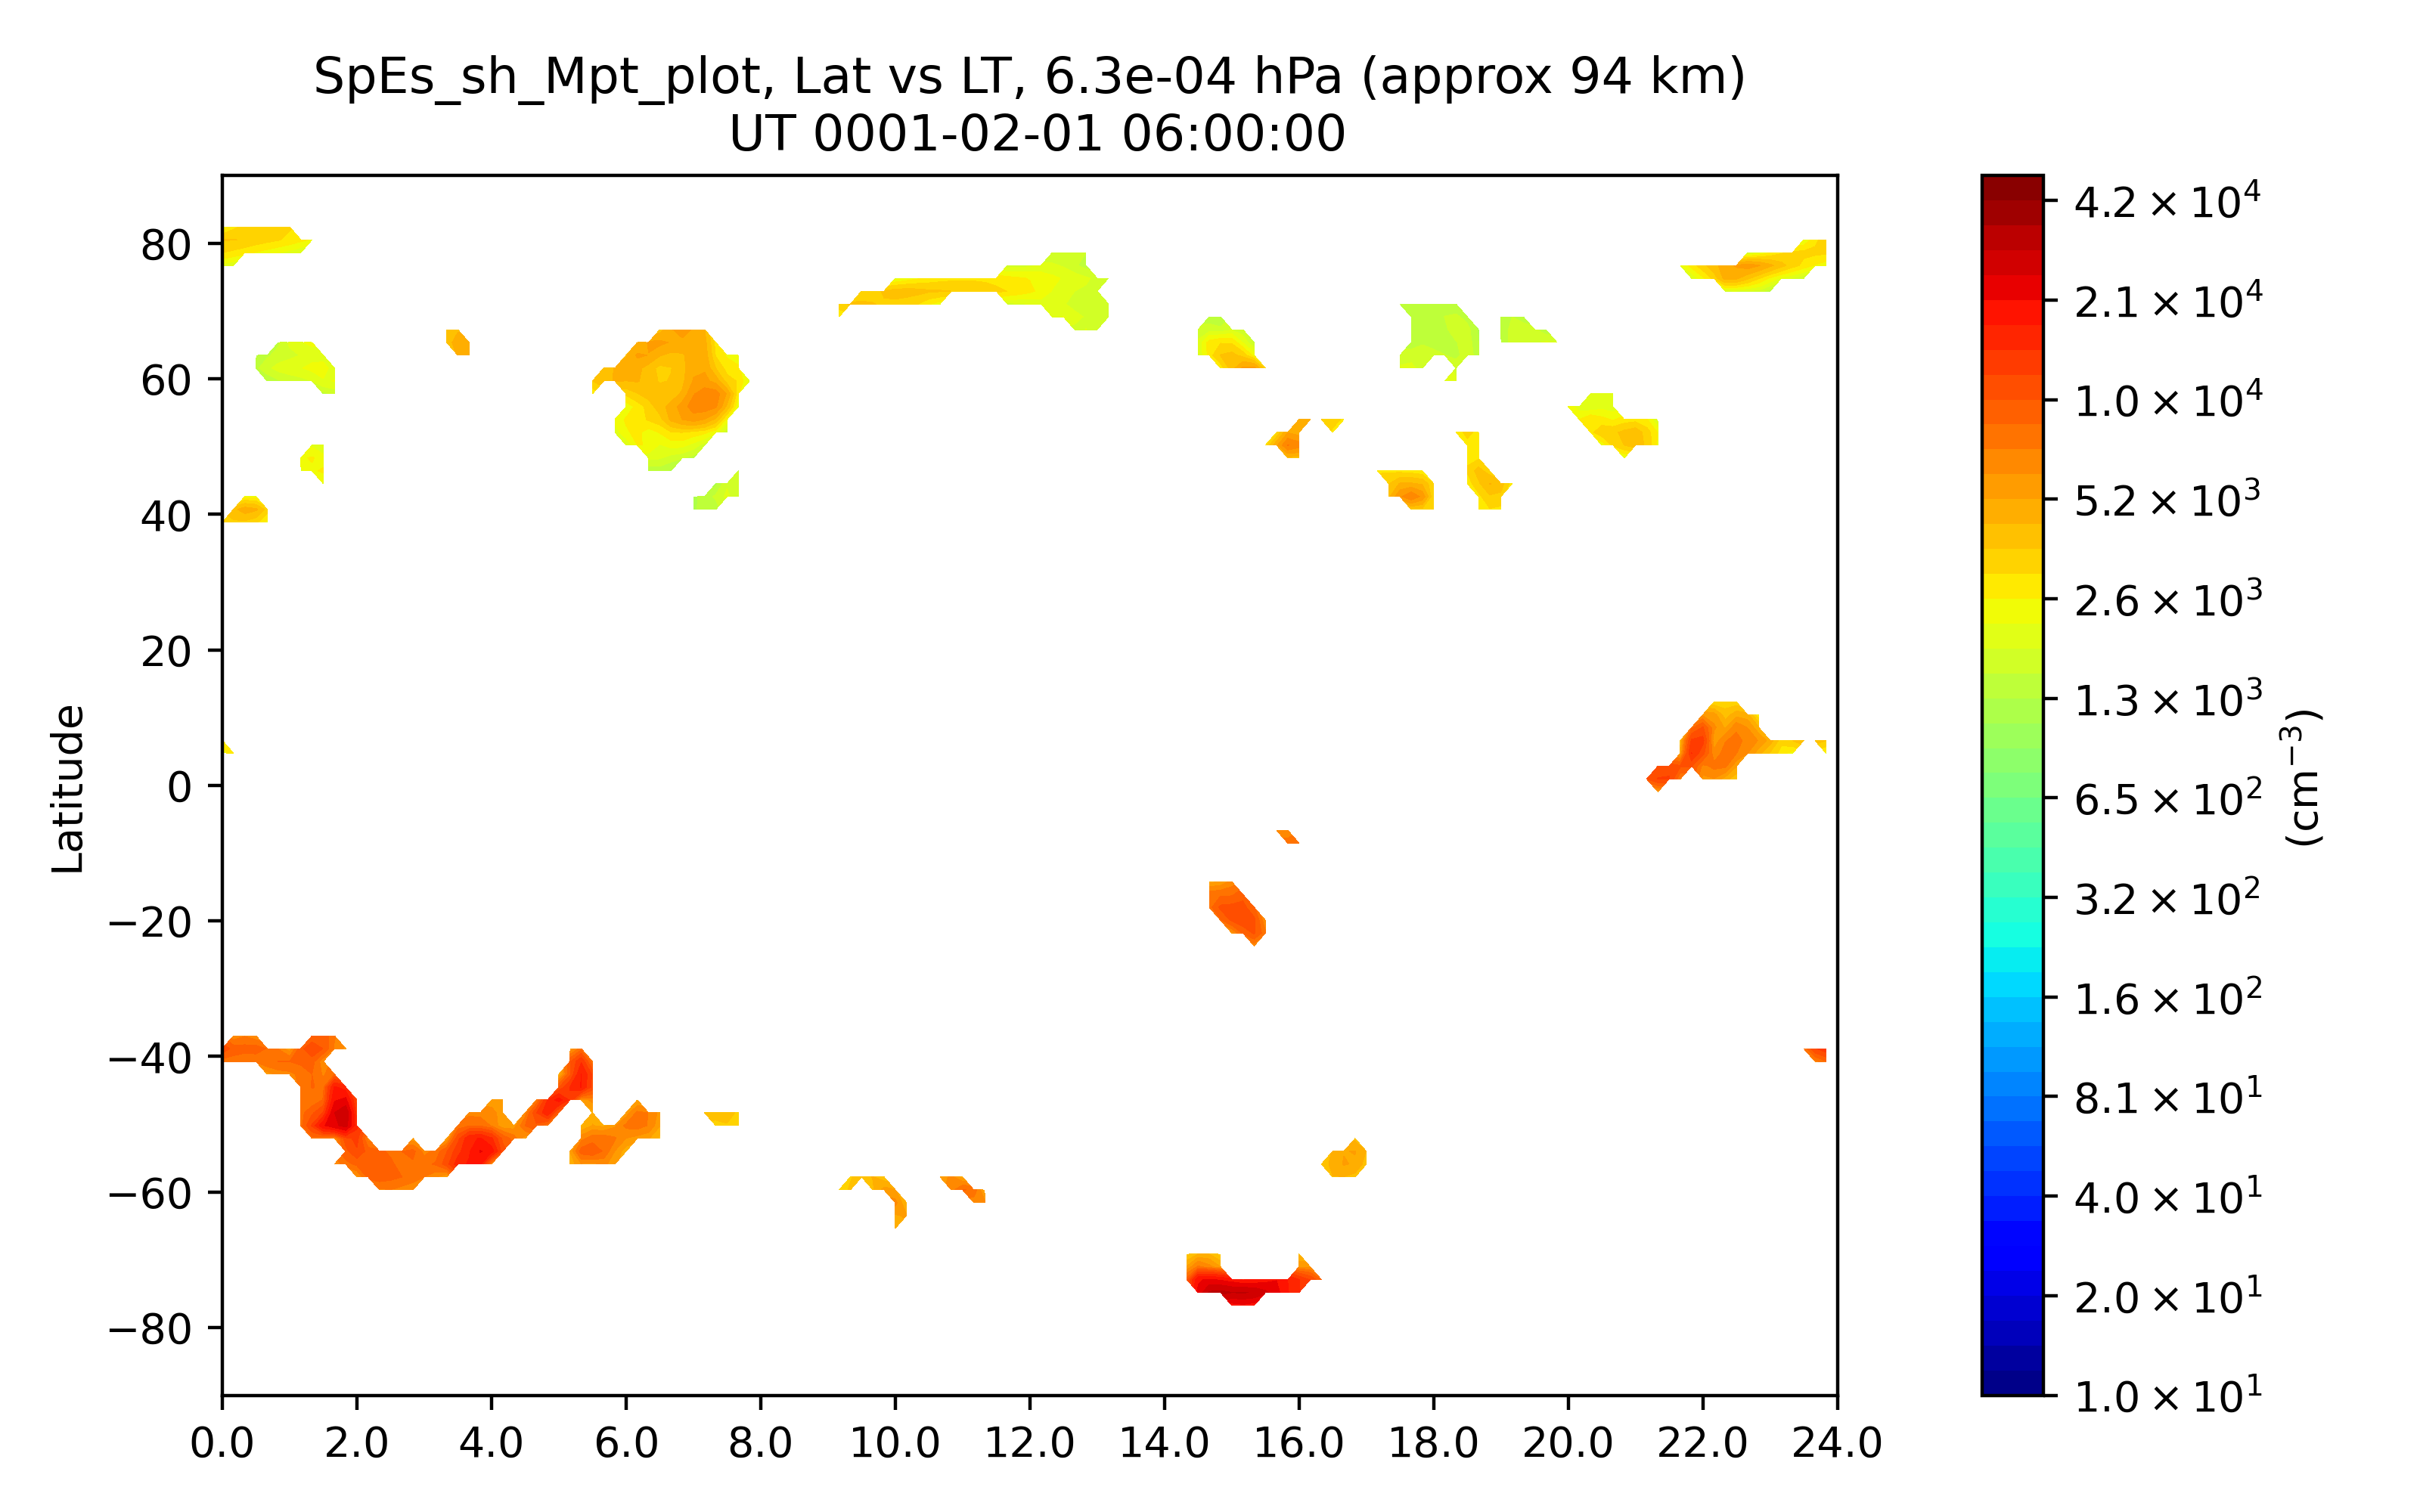 SpEs_sh_Mpt_plot, Lat vs LT, 6.3e-04 hPa (approx 94 km)
UT 0001-02-01 06:00:00
Latitude
80
60
40
20
0
−20
−40
−60
−80
0.0 2.0 4.0 6.0 8.0 10.0 12.0 14.0 16.0 18.0 20.0 22.0 24.0
4.2 × 10⁴
2.1 × 10⁴
1.0 × 10⁴
5.2 × 10³
2.6 × 10³
1.3 × 10³
6.5 × 10²
3.2 × 10²
1.6 × 10²
8.1 × 10¹
4.0 × 10¹
2.0 × 10¹
1.0 × 10¹
(cm⁻³)